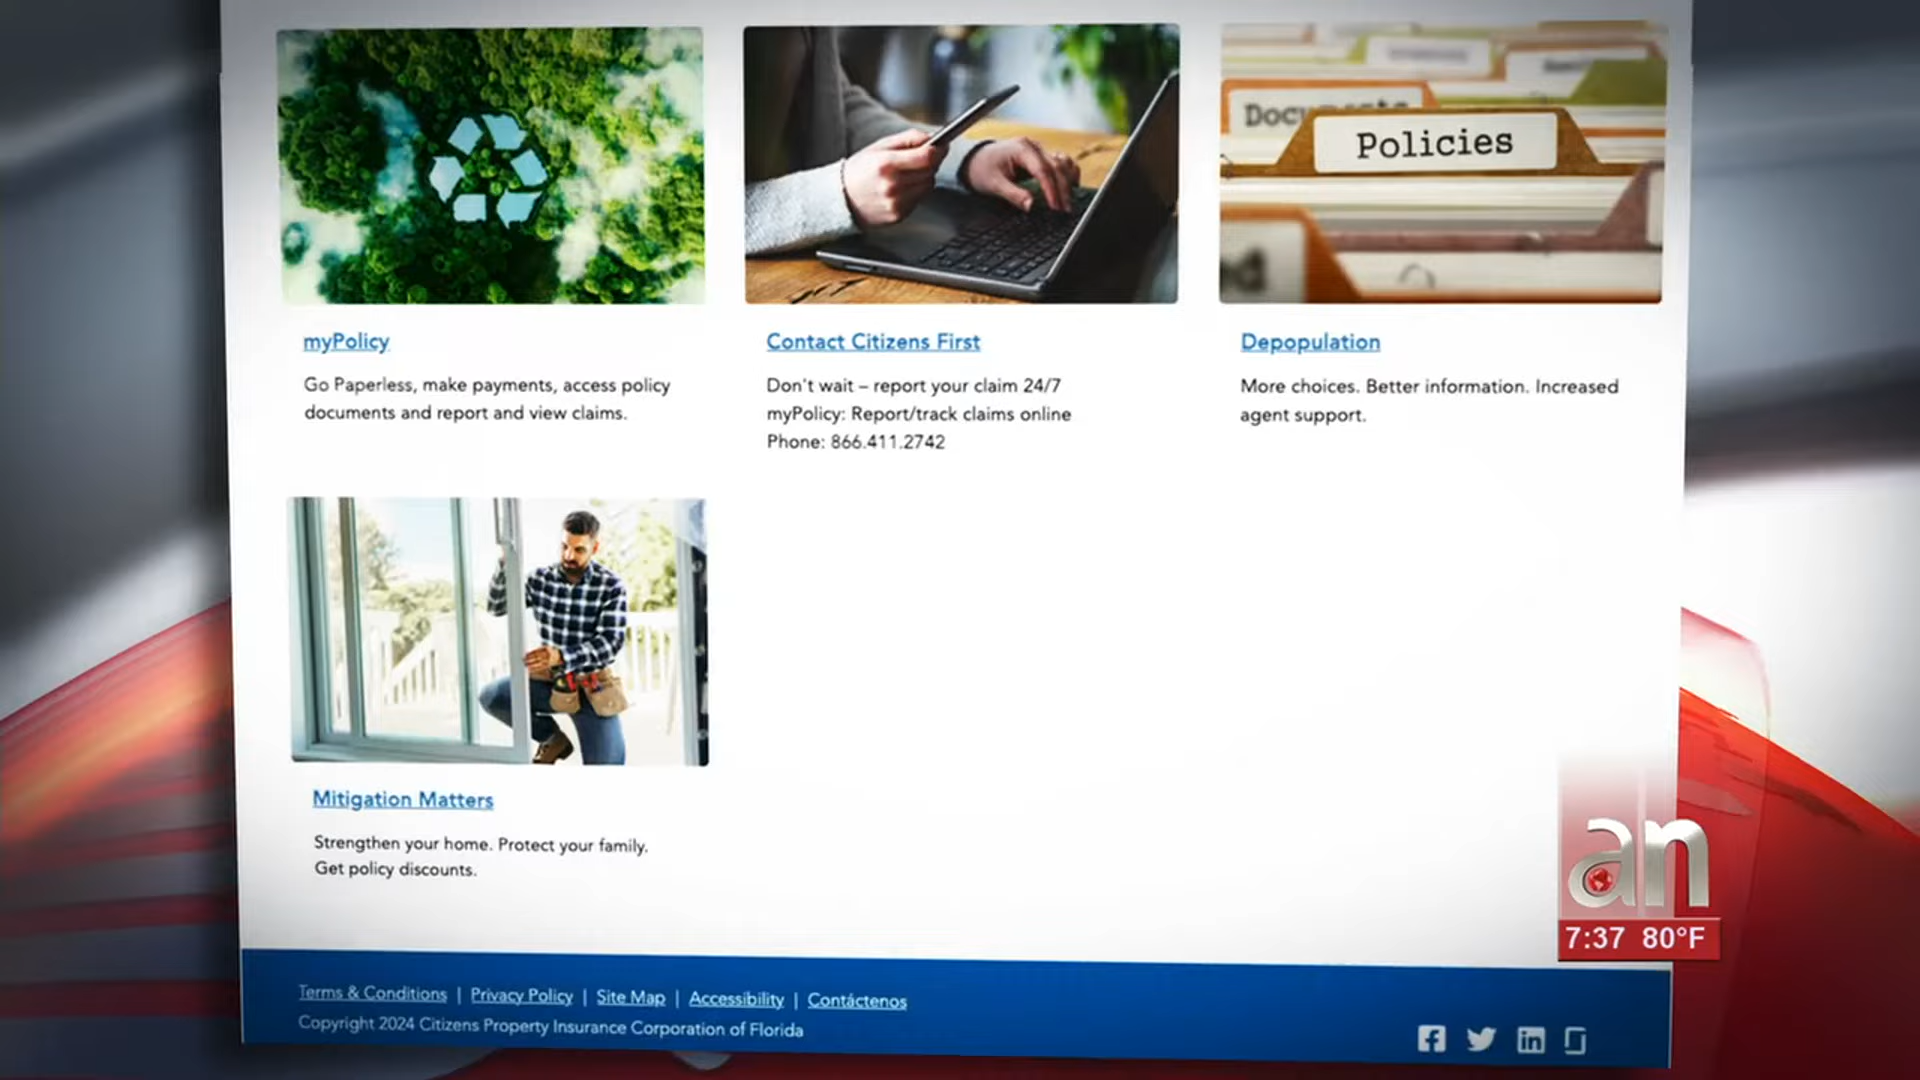 Documents
Policies
myPolicy
Go Paperless, make payments, access policy
documents and report and view claims.
Contact Citizens First
Don't wait – report your claim 24/7
myPolicy: Report/track claims online
Phone: 866.411.2742
Depopulation
More choices. Better information. Increased
agent support.
Mitigation Matters
Strengthen your home. Protect your family.
Get policy discounts.
an
7:37 80°F
Terms & Conditions | Privacy Policy | Site Map | Accessibility | Contáctenos
Copyright 2024 Citizens Property Insurance Corporation of Florida
in